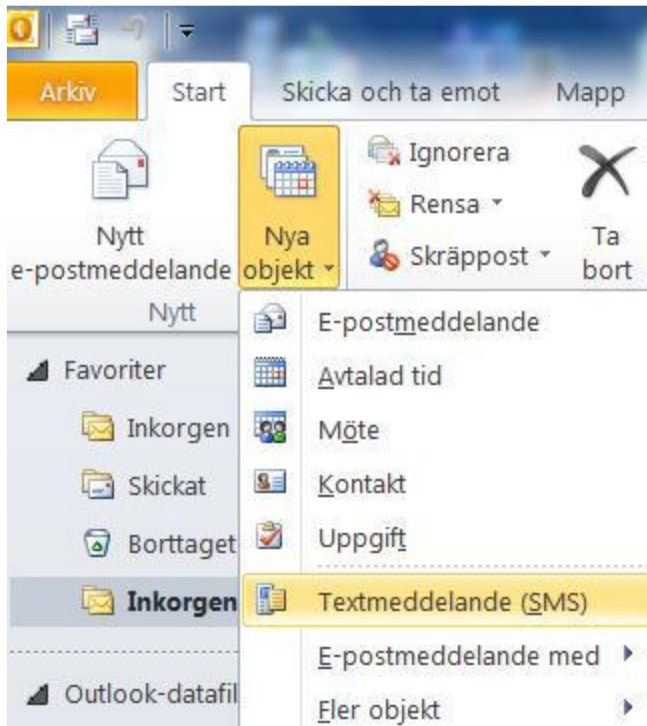 Arkiv Start Skicka och ta emot Mapp
Nytt
e-postmeddelande
Nya
objekt
Ignorera
Rensa
Skräppost
Ta
bort
Nytt
E-postmeddelande
Avtalad tid
Möte
Kontakt
Uppgift
Textmeddelande (SMS)
E-postmeddelande med
Fler objekt
Favoriter
Inkorgen
Skickat
Borttaget
Inkorgen
Outlook-datafil